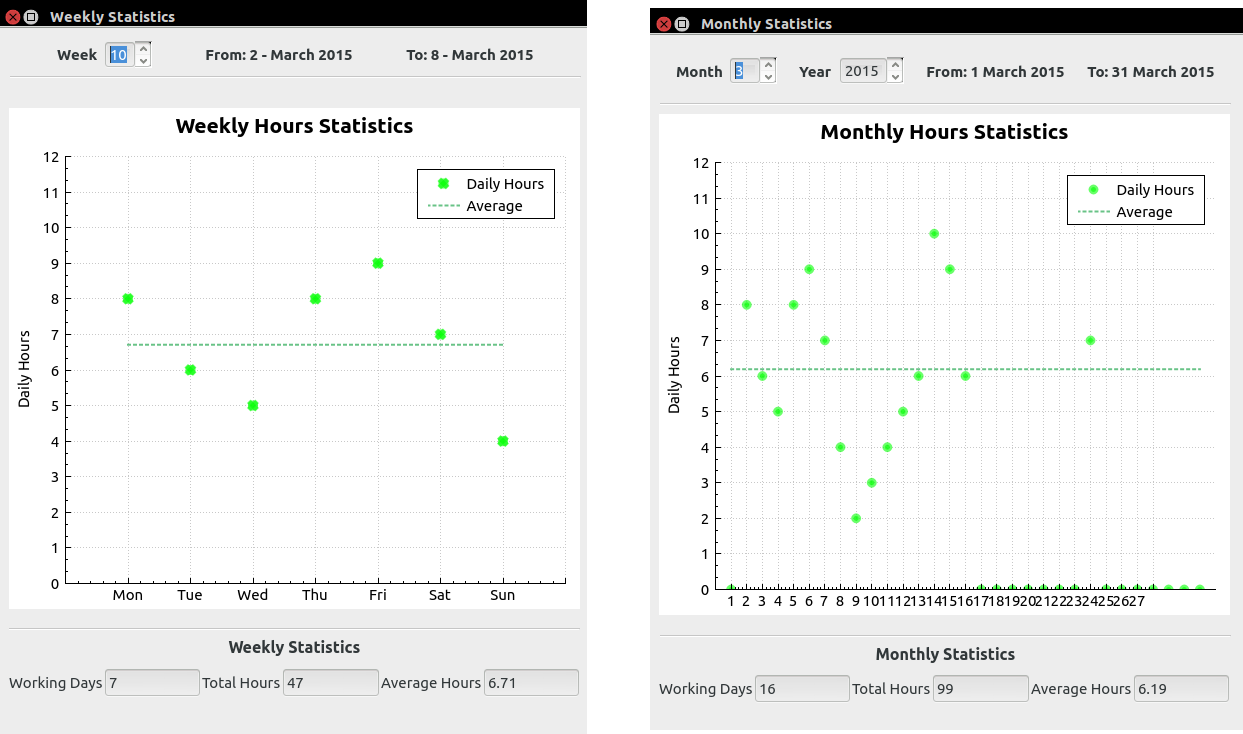 Weekly Statistics
Week 10 From: 2 - March 2015 To: 8 - March 2015
Weekly Hours Statistics
Daily Hours
Average
12
11
10
9
8
7
6
5
4
3
2
1
0
Daily Hours
Mon Tue Wed Thu Fri Sat Sun
Weekly Statistics
Working Days 7 Total Hours 47 Average Hours 6.71
Monthly Statistics
Month 3 Year 2015 From: 1 March 2015 To: 31 March 2015
Monthly Hours Statistics
Daily Hours
Average
12
11
10
9
8
7
6
5
4
3
2
1
0
Daily Hours
1 2 3 4 5 6 7 8 9 10 11 12 13 14 15 16 17 18 19 20 21 22 23 24 25 26 27
Monthly Statistics
Working Days 16 Total Hours 99 Average Hours 6.19